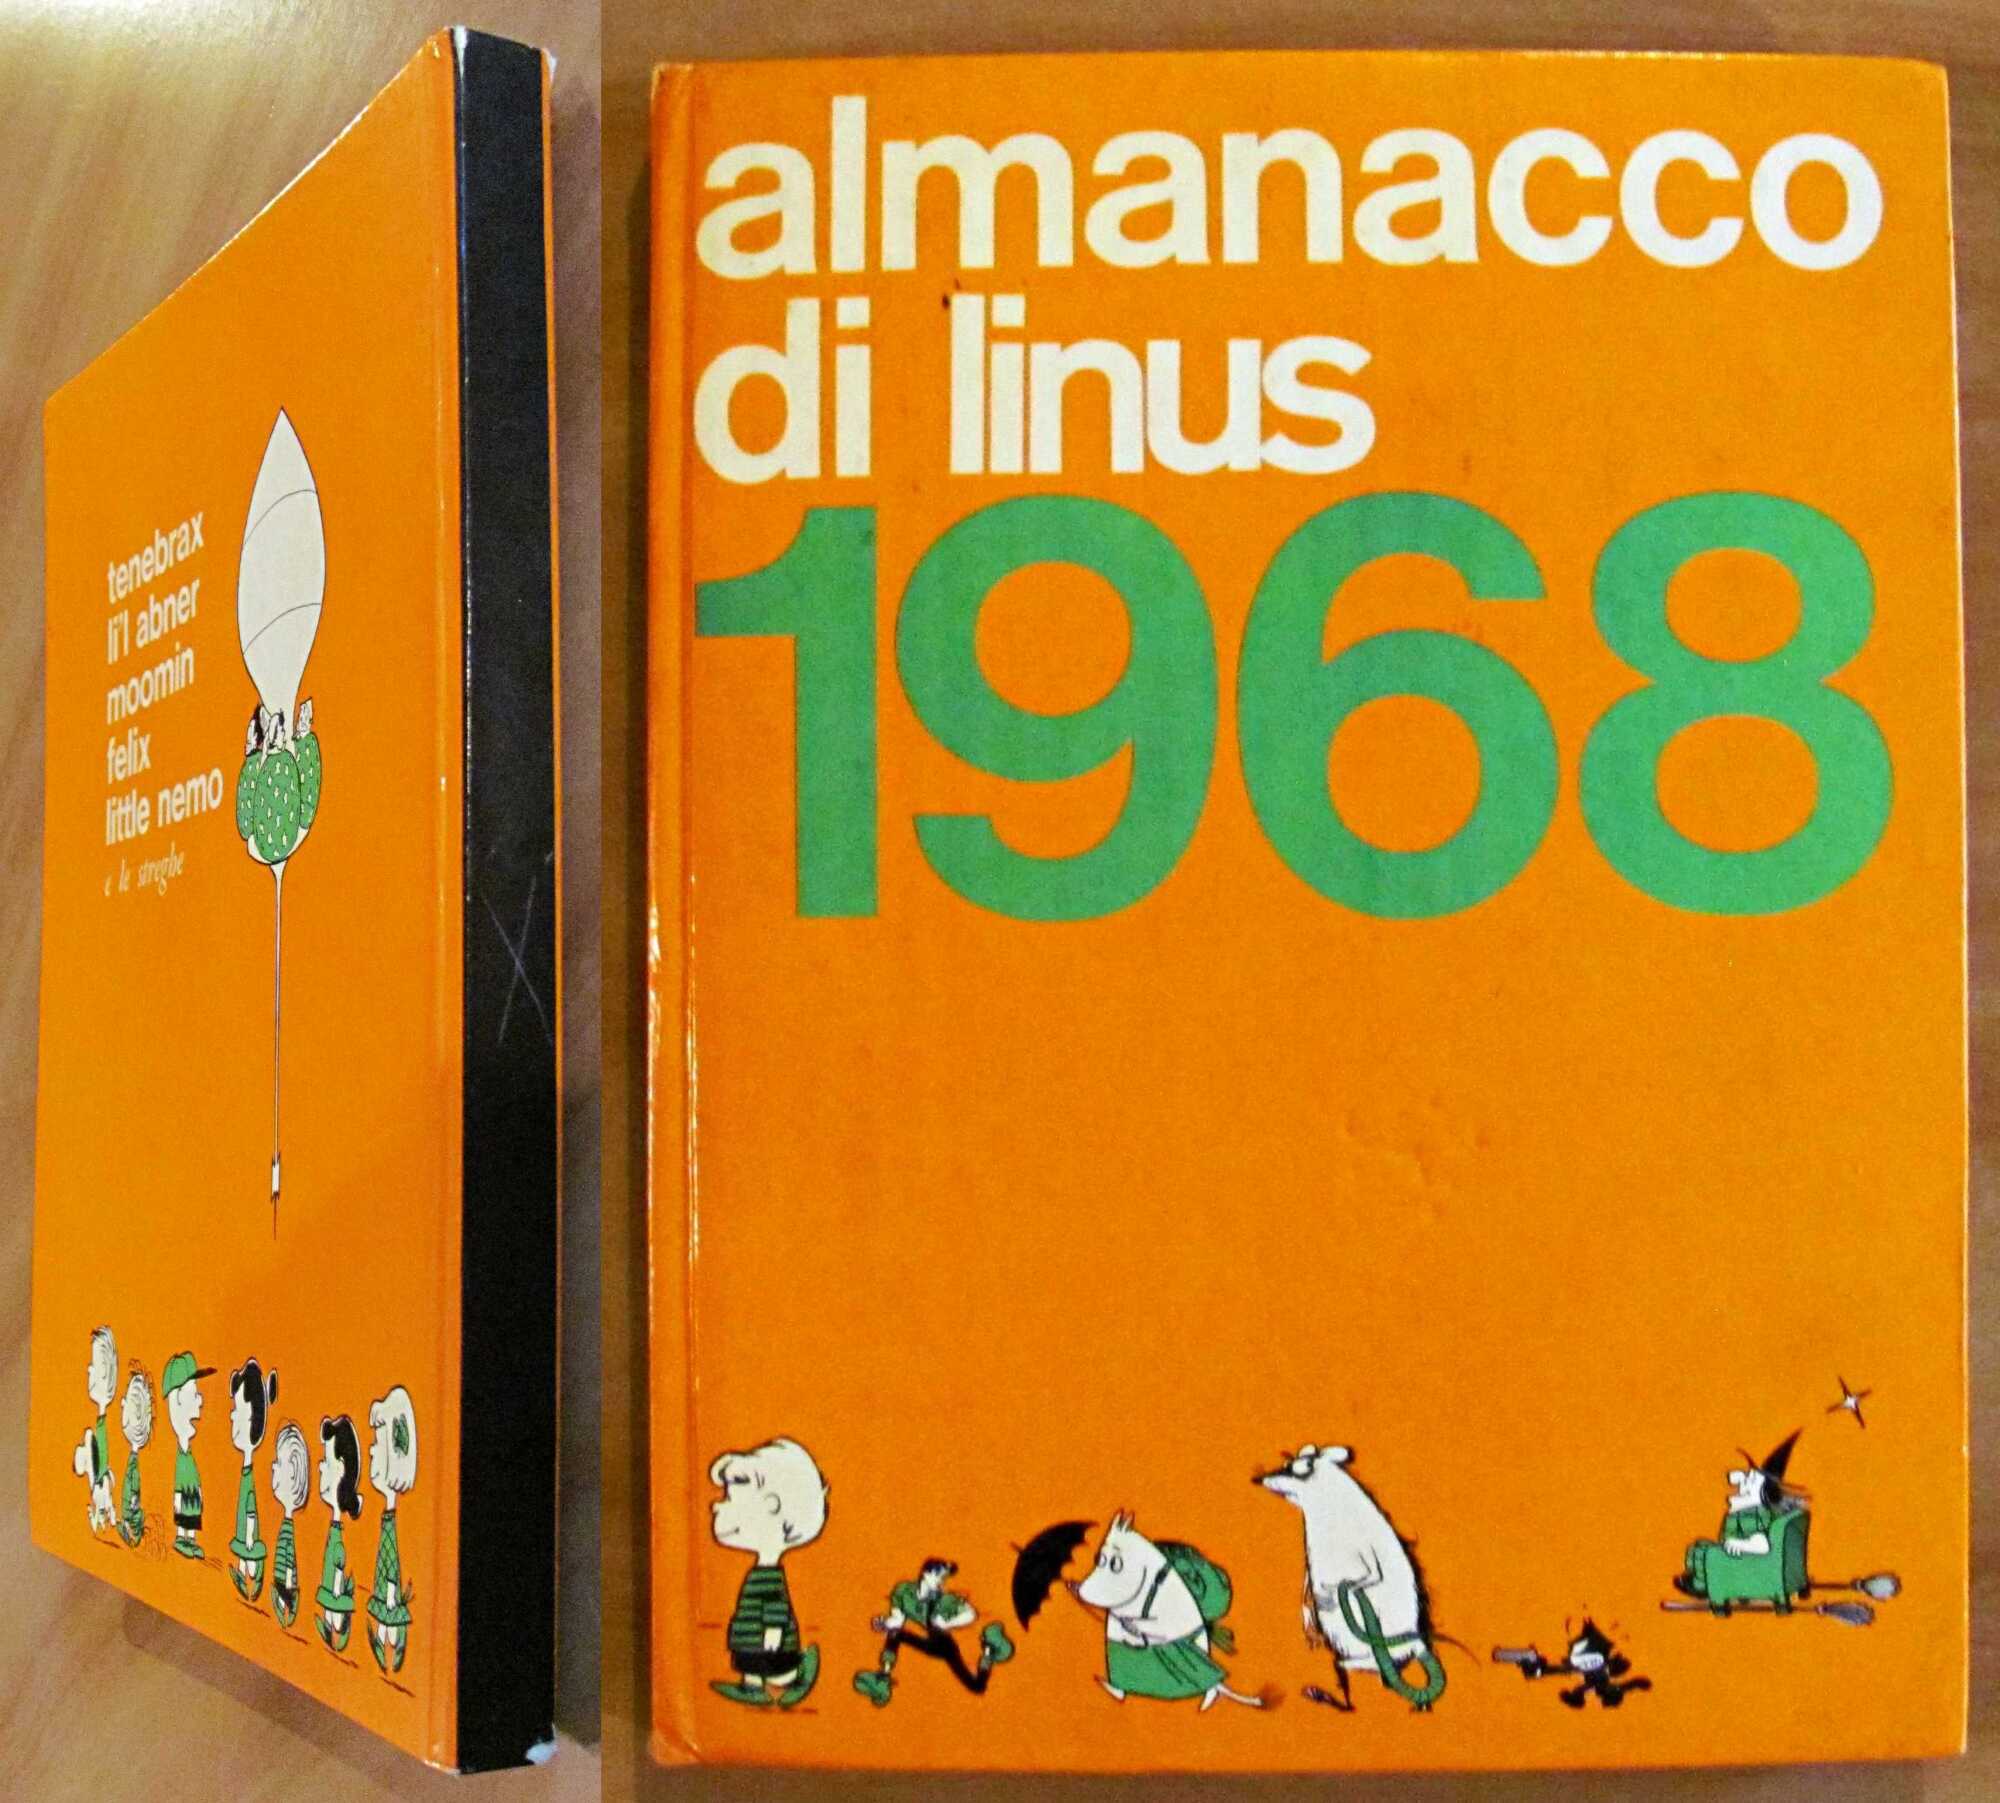 tenebrax
li'l abner
moomin
felix
little nemo
e le streghe
almanacco
di linus
1968